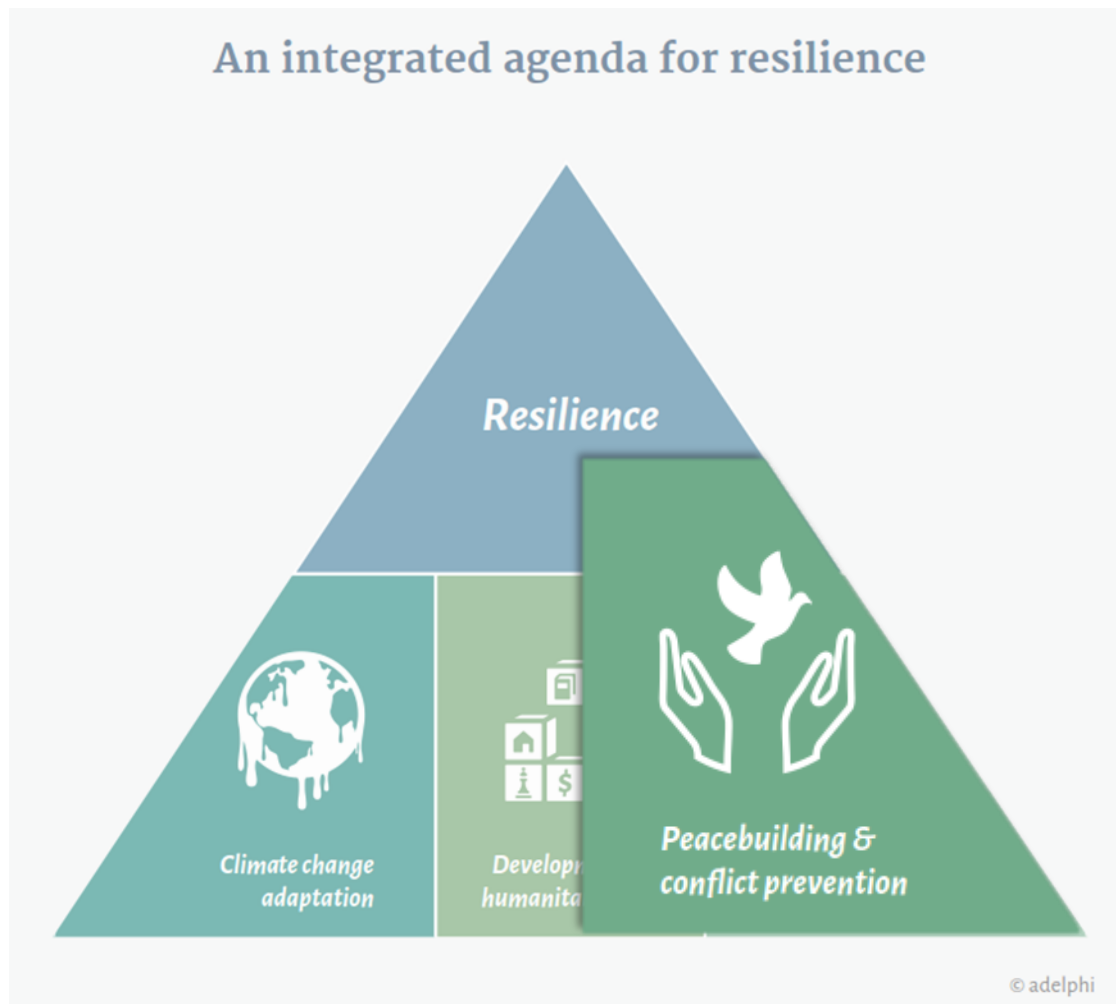 An integrated agenda for resilience
Resilience
Climate change
adaptation
Peacebuilding &
conflict prevention
$
© adelphi